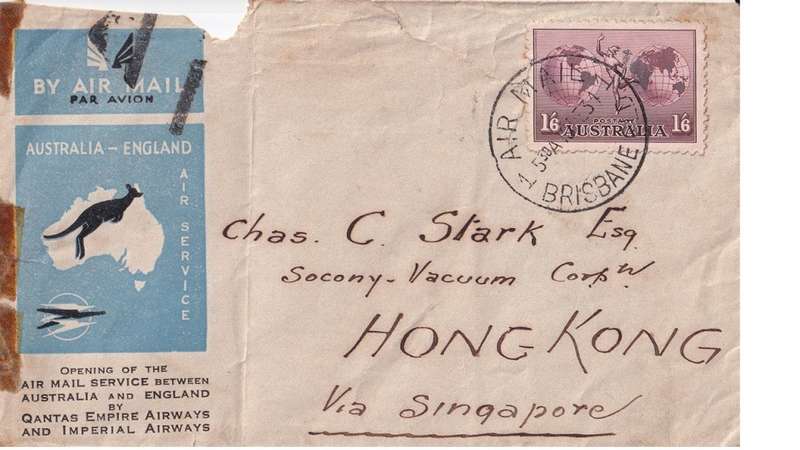 BY AIR MAIL
PAR AVION
AUSTRALIA – ENGLAND
AIR SERVICE
OPENING OF THE
AIR MAIL SERVICE BETWEEN
AUSTRALIA AND ENGLAND
BY
QANTAS EMPIRE AIRWAYS
AND IMPERIAL AIRWAYS
1/6 POSTAGE 1/6
AUSTRALIA
AIR MAIL
1 BRISBANE
Chas. C. Stark Esq
Socony-Vacuum Corpⁿ.
HONG KONG
Via Singapore